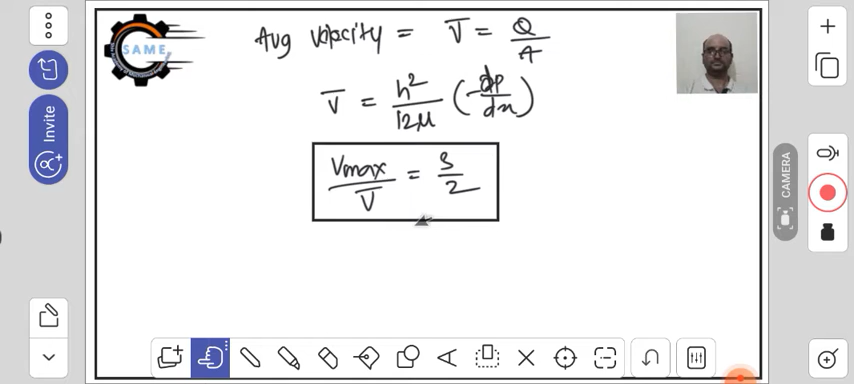 Avg velocity = V̅ = Q/A
V̅ = h²/12μ (-dp/dx)
Vmax/V̅ = 3/2
SAME
Invite
CAMERA